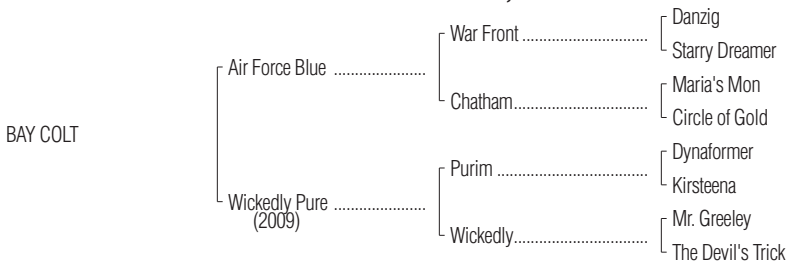 Danzig
War Front ................................
Starry Dreamer
Air Force Blue ......................
Maria's Mon
Chatham................................
Circle of Gold
BAY COLT
Dynaformer
Purim ....................................
Kirsteena
Wickedly Pure ......................
(2009)
Mr. Greeley
Wickedly................................
The Devil's Trick